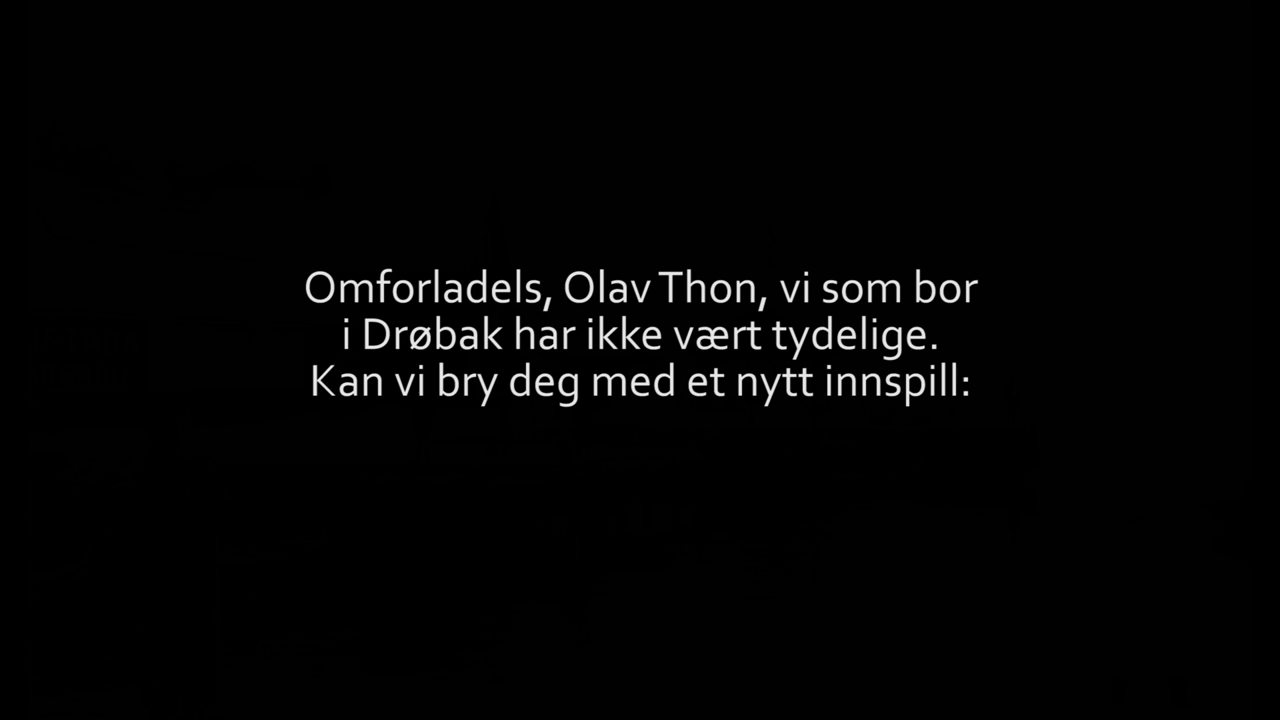 Omforladels, Olav Thon, vi som bor
i Drøbak har ikke vært tydelige.
Kan vi bry deg med et nytt innspill: